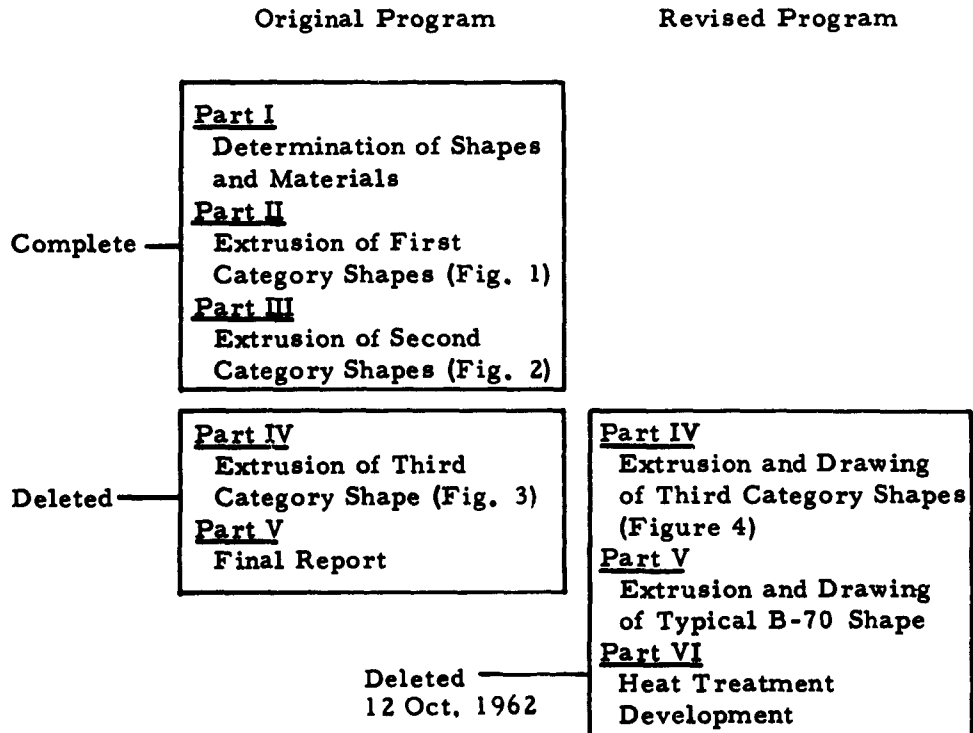 Original Program
Revised Program
Part I
Determination of Shapes
and Materials
Part II
Complete
Extrusion of First
Category Shapes (Fig. 1)
Part III
Extrusion of Second
Category Shapes (Fig. 2)
Part IV
Extrusion of Third
Deleted
Category Shape (Fig. 3)
Part V
Final Report
Part IV
Extrusion and Drawing
of Third Category Shapes
(Figure 4)
Part V
Extrusion and Drawing
of Typical B-70 Shape
Part VI
Deleted
12 Oct. 1962
Heat Treatment
Development